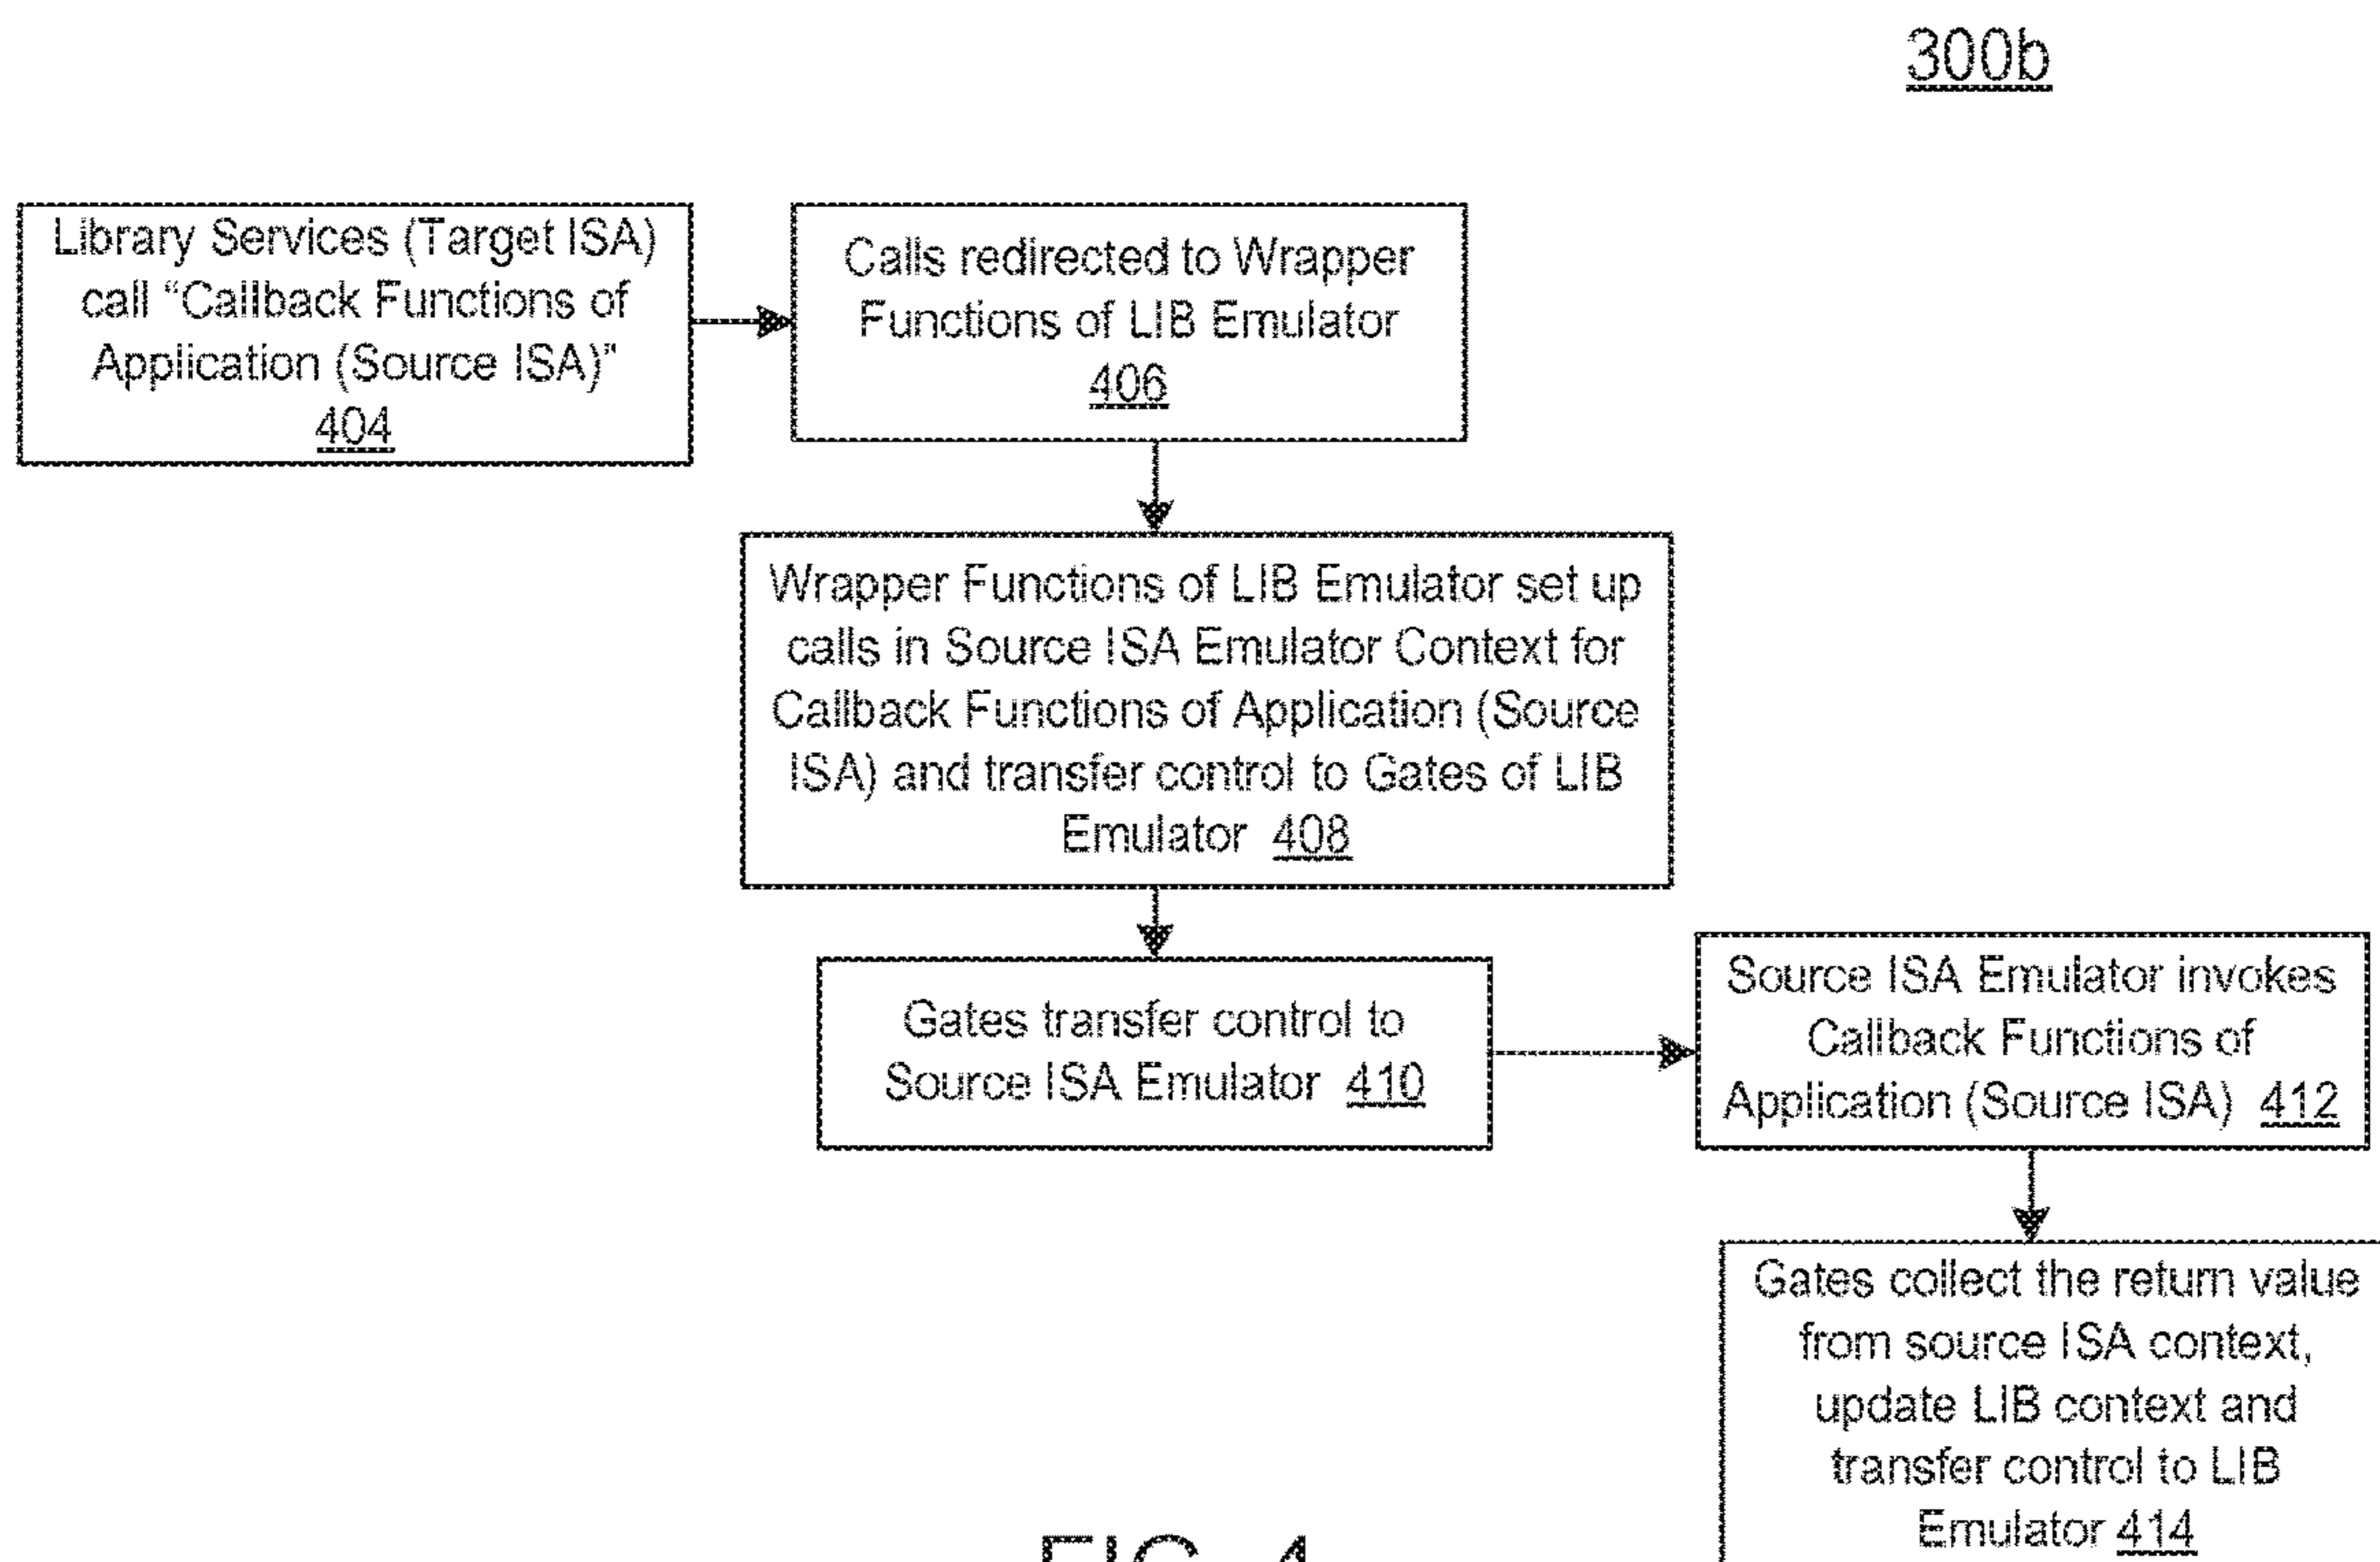 300b
Library Services (Target ISA)
call “Callback Functions of
Application (Source ISA)”
404
Calls redirected to Wrapper
Functions of LIB Emulator
406
Wrapper Functions of LIB Emulator set up
calls in Source ISA Emulator Context for
Callback Functions of Application (Source
ISA) and transfer control to Gates of LIB
Emulator 408
Gates transfer control to
Source ISA Emulator 410
Source ISA Emulator invokes
Callback Functions of
Application (Source ISA) 412
Gates collect the return value
from source ISA context,
update LIB context and
transfer control to LIB
Emulator 414
FIG. 4